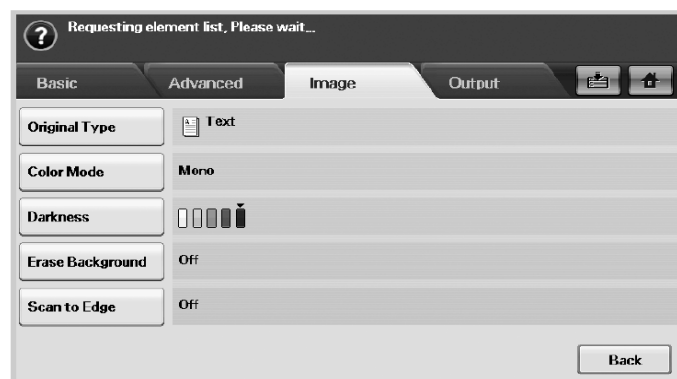 Requesting element list, Please wait...
Basic Advanced Image Output
Original Type Text
Color Mode Mono
Darkness
Erase Background Off
Scan to Edge Off
Back